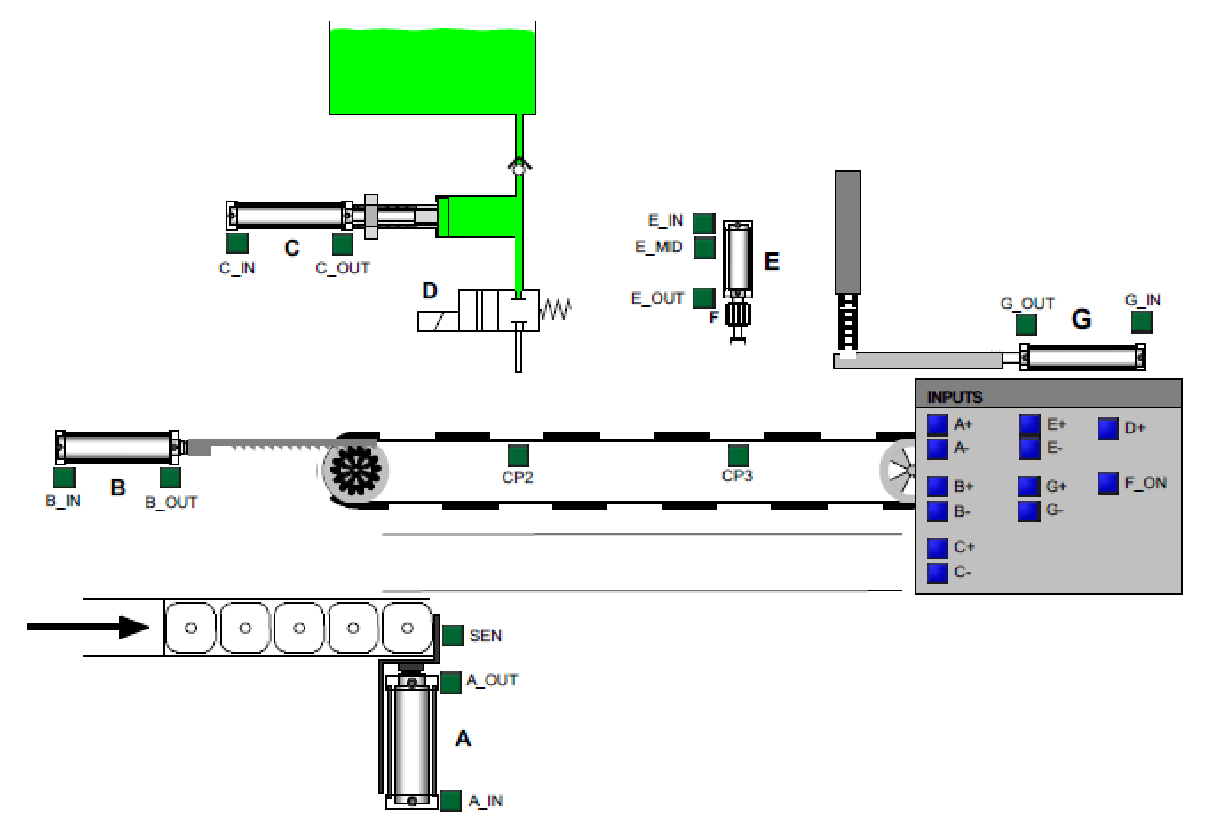 E_IN
E_MID
E
E_OUT
F
C_IN
C
C_OUT
D
G_OUT
G
G_IN
INPUTS
A+
E+
D+
A-
E-
B+
G+
F_ON
B-
G-
C+
C-
B_IN
B
B_OUT
CP2
CP3
SEN
A_OUT
A
A_IN